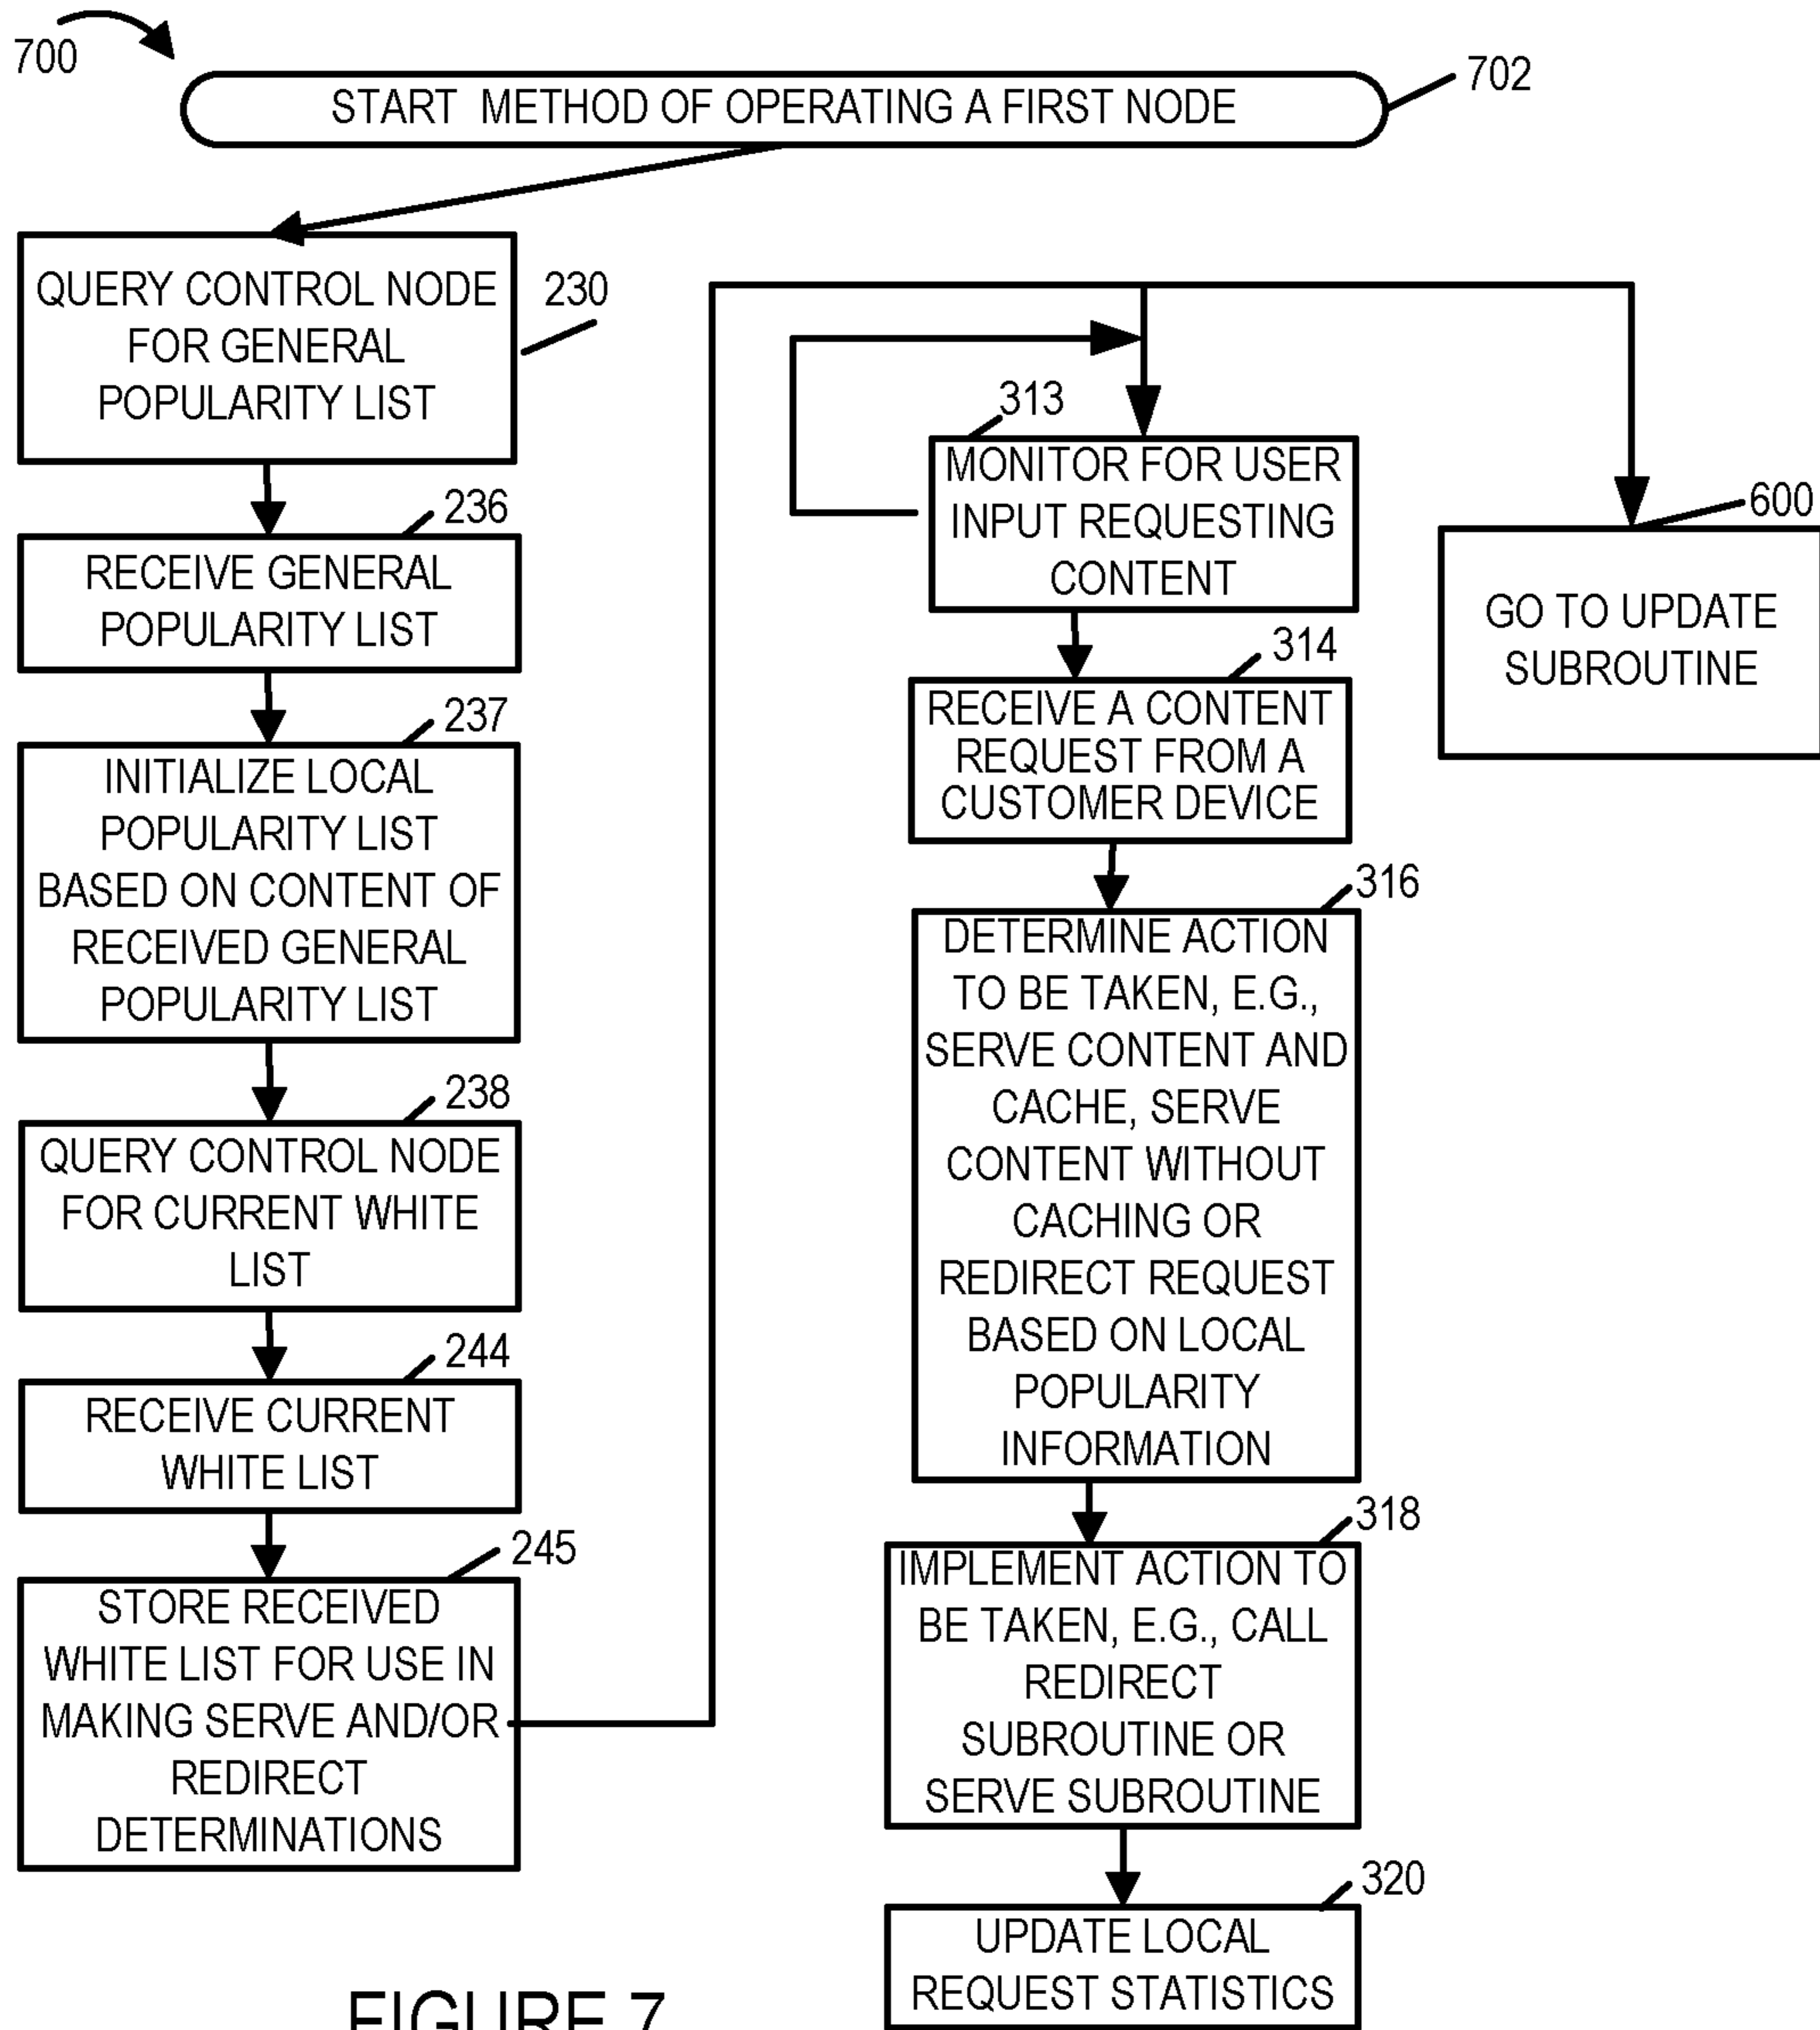 700
702
START METHOD OF OPERATING A FIRST NODE
QUERY CONTROL NODE
FOR GENERAL
POPULARITY LIST
230
236
RECEIVE GENERAL
POPULARITY LIST
237
INITIALIZE LOCAL
POPULARITY LIST
BASED ON CONTENT OF
RECEIVED GENERAL
POPULARITY LIST
238
QUERY CONTROL NODE
FOR CURRENT WHITE
LIST
244
RECEIVE CURRENT
WHITE LIST
245
STORE RECEIVED
WHITE LIST FOR USE IN
MAKING SERVE AND/OR
REDIRECT
DETERMINATIONS
313
MONITOR FOR USER
INPUT REQUESTING
CONTENT
314
RECEIVE A CONTENT
REQUEST FROM A
CUSTOMER DEVICE
316
DETERMINE ACTION
TO BE TAKEN, E.G.,
SERVE CONTENT AND
CACHE, SERVE
CONTENT WITHOUT
CACHING OR
REDIRECT REQUEST
BASED ON LOCAL
POPULARITY
INFORMATION
318
IMPLEMENT ACTION TO
BE TAKEN, E.G., CALL
REDIRECT
SUBROUTINE OR
SERVE SUBROUTINE
320
UPDATE LOCAL
REQUEST STATISTICS
600
GO TO UPDATE
SUBROUTINE
FIGURE 7